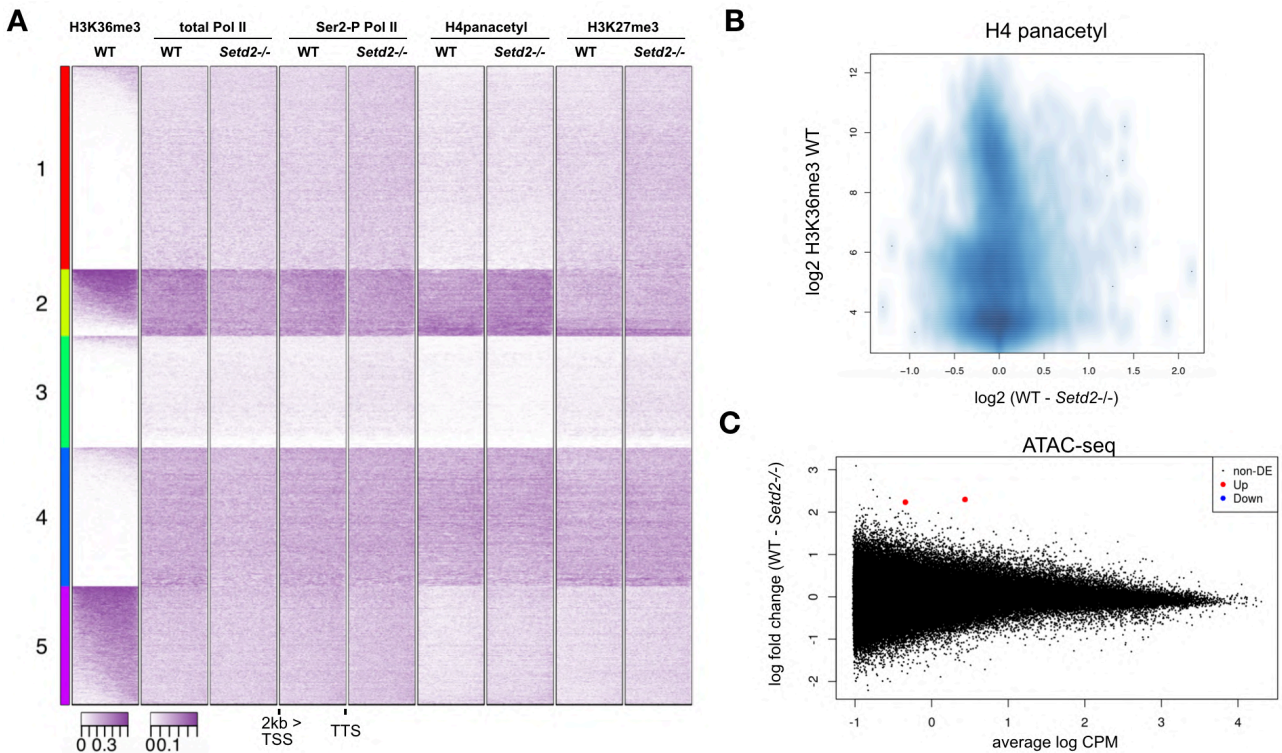 A
H3K36me3 total Pol II Ser2-P Pol II H4panacetyl H3K27me3
WT WT Setd2-/- WT Setd2-/- WT Setd2-/- WT Setd2-/-
1
2
3
4
5
0 0.3
00.1
2kb >
TSS
TTS
B
H4 panacetyl
log2 H3K36me3 WT
12
10
8
6
4
-1.0 -0.5 0.0 0.5 1.0 1.5 2.0
log2 (WT - Setd2-/-)
C
ATAC-seq
log fold change (WT - Setd2-/-)
3
2
1
0
-1
-2
non-DE
Up
Down
-1 0 1 2 3 4
average log CPM